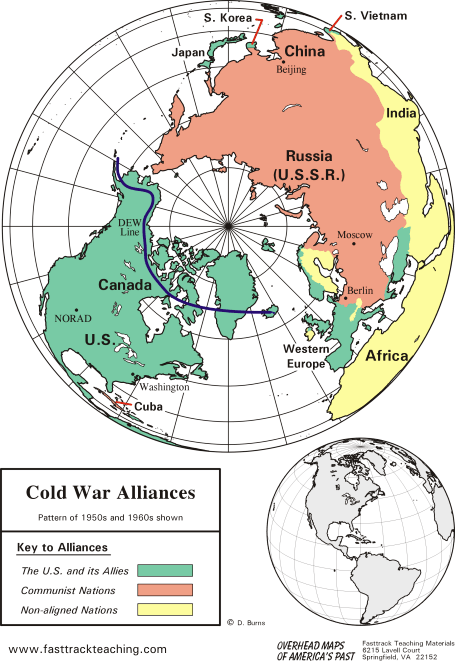 S. Korea
S. Vietnam
Japan
China
Beijing
India
Russia
(U.S.S.R.)
DEW
Line
Moscow
Canada
Berlin
NORAD
U.S.
Western
Europe
Africa
Washington
Cuba
Cold War Alliances
Pattern of 1950s and 1960s shown
Key to Alliances
The U.S. and its Allies
Communist Nations
Non-aligned Nations
© D. Burns
www.fasttrackteaching.com
OVERHEAD MAPS
OF AMERICA'S PAST
Fasttrack Teaching Materials
6215 Lavell Court
Springfield, VA 22152